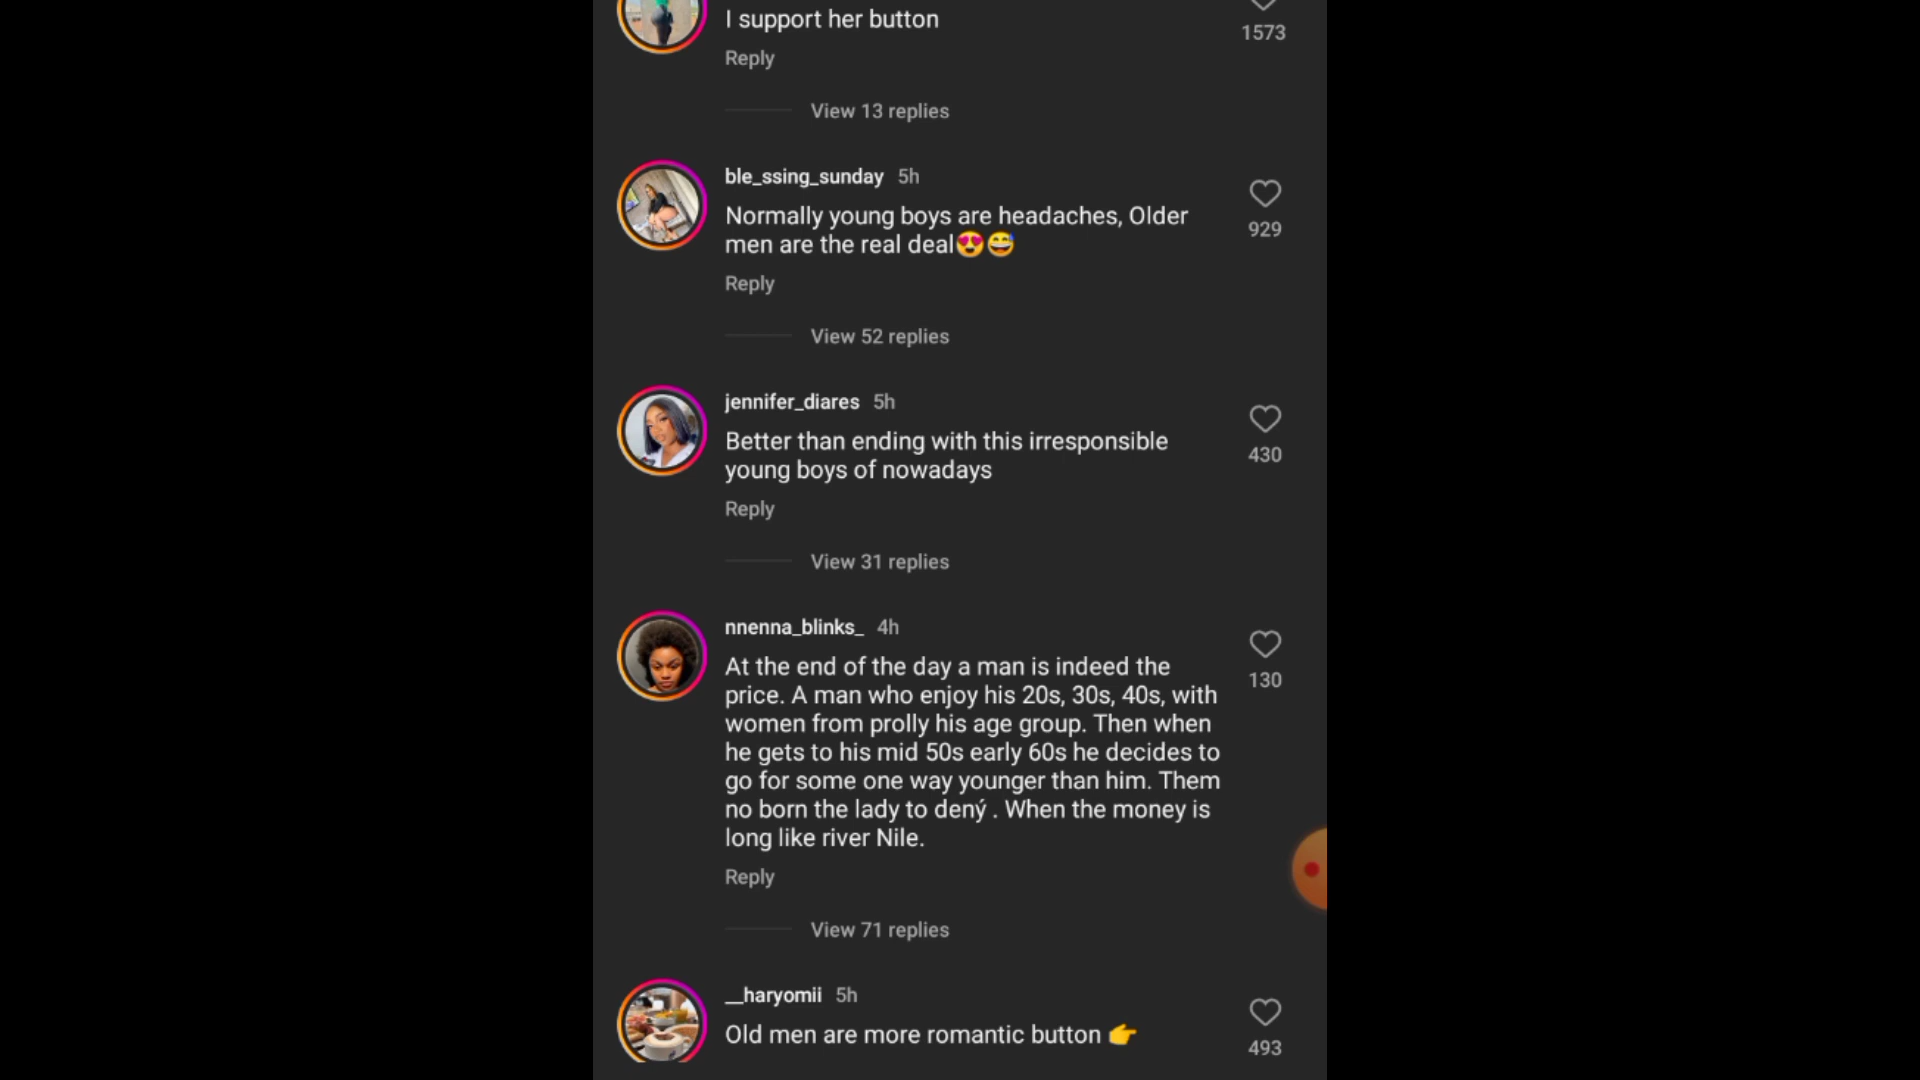 I support her button
1573
Reply
View 13 replies
ble_ssing_sunday 5h
Normally young boys are headaches, Older
men are the real deal😍😅
929
Reply
View 52 replies
jennifer_diares 5h
Better than ending with this irresponsible
young boys of nowadays
430
Reply
View 31 replies
nnenna_blinks_ 4h
At the end of the day a man is indeed the
130
price. A man who enjoy his 20s, 30s, 40s, with
women from prolly his age group. Then when
he gets to his mid 50s early 60s he decides to
go for some one way younger than him. Them
no born the lady to dený . When the money is
long like river Nile.
Reply
View 71 replies
__haryomii 5h
Old men are more romantic button 👉
493